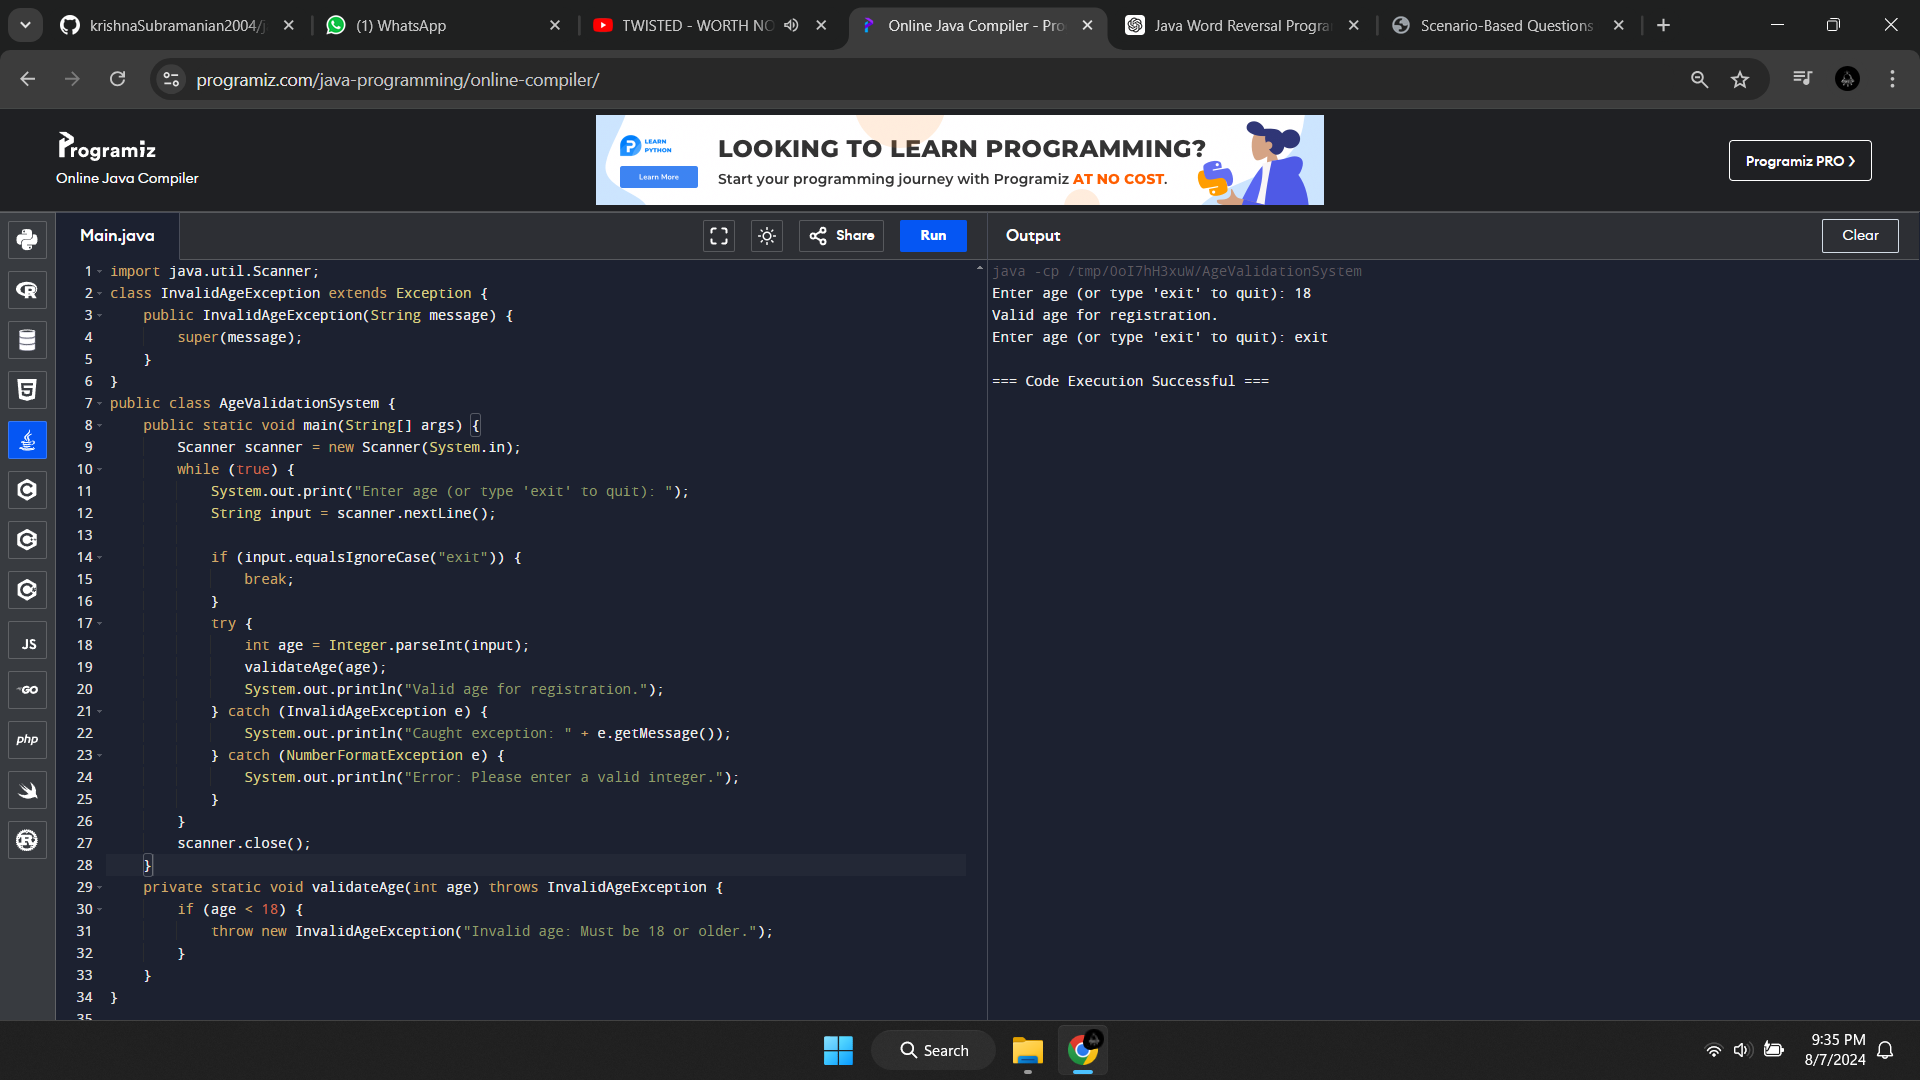 krishnaSubramanian2004/j
(1) WhatsApp
TWISTED - WORTH NO
Online Java Compiler - Pro
Java Word Reversal Progra
Scenario-Based Questions
programiz.com/java-programming/online-compiler/
Programiz
Online Java Compiler
LEARN
PYTHON
Learn More
LOOKING TO LEARN PROGRAMMING?
Start your programming journey with Programiz AT NO COST.
Programiz PRO
Main.java
Share
Run
Output
Clear
1 import java.util.Scanner;
2 class InvalidAgeException extends Exception {
3 public InvalidAgeException(String message) {
4 super(message);
5 }
6 }
7 public class AgeValidationSystem {
8 public static void main(String[] args) {
9 Scanner scanner = new Scanner(System.in);
10 while (true) {
11 System.out.print("Enter age (or type 'exit' to quit): ");
12 String input = scanner.nextLine();
13
14 if (input.equalsIgnoreCase("exit")) {
15 break;
16 }
17 try {
18 int age = Integer.parseInt(input);
19 validateAge(age);
20 System.out.println("Valid age for registration.");
21 } catch (InvalidAgeException e) {
22 System.out.println("Caught exception: " + e.getMessage());
23 } catch (NumberFormatException e) {
24 System.out.println("Error: Please enter a valid integer.");
25 }
26 }
27 scanner.close();
28 }
29 private static void validateAge(int age) throws InvalidAgeException {
30 if (age < 18) {
31 throw new InvalidAgeException("Invalid age: Must be 18 or older.");
32 }
33 }
34 }
35
java -cp /tmp/0oI7hH3xuW/AgeValidationSystem
Enter age (or type 'exit' to quit): 18
Valid age for registration.
Enter age (or type 'exit' to quit): exit
=== Code Execution Successful ===
JS
GO
php
Search
9:35 PM
8/7/2024